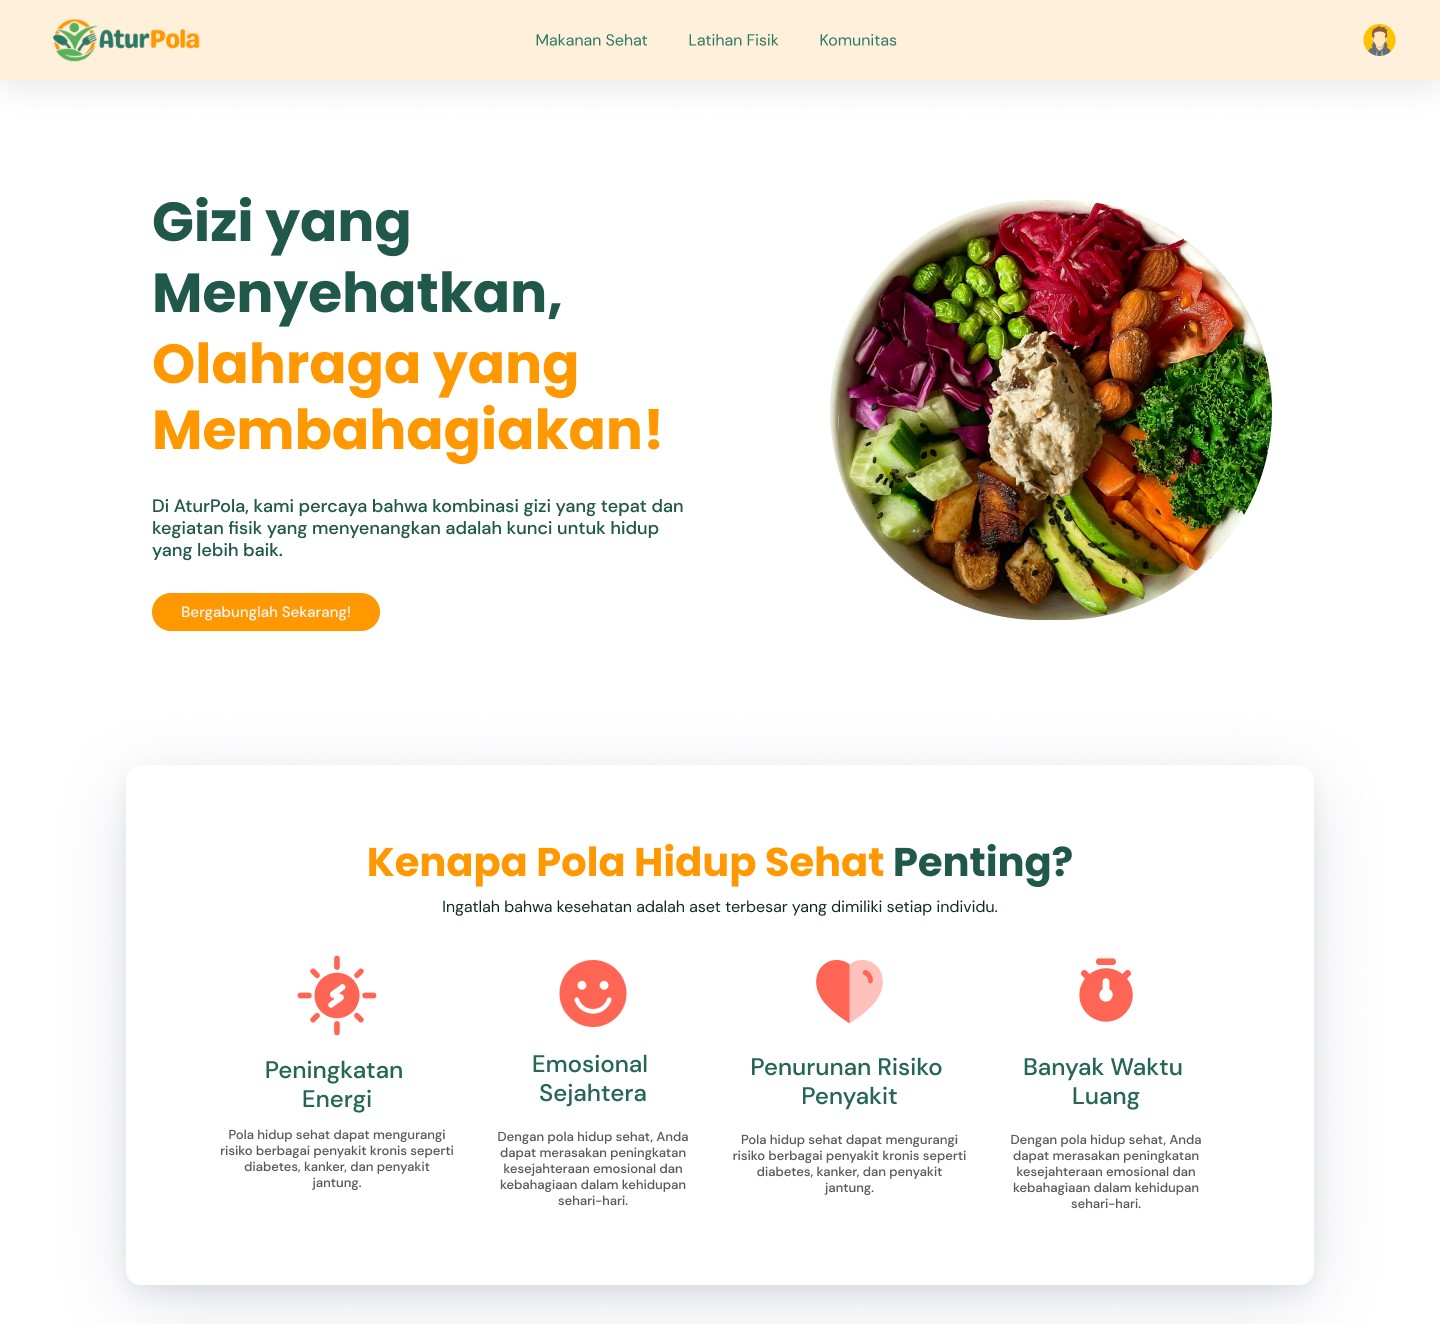 AturPola
Makanan Sehat
Latihan Fisik
Komunitas
Gizi yang
Menyehatkan,
Olahraga yang
Membahagiakan!
Di AturPola, kami percaya bahwa kombinasi gizi yang tepat dan
kegiatan fisik yang menyenangkan adalah kunci untuk hidup
yang lebih baik.
Bergabunglah Sekarang!
Kenapa Pola Hidup Sehat Penting?
Ingatlah bahwa kesehatan adalah aset terbesar yang dimiliki setiap individu.
Peningkatan
Energi
Pola hidup sehat dapat mengurangi
risiko berbagai penyakit kronis seperti
diabetes, kanker, dan penyakit
jantung.
Emosional
Sejahtera
Dengan pola hidup sehat, Anda
dapat merasakan peningkatan
kesejahteraan emosional dan
kebahagiaan dalam kehidupan
sehari-hari.
Penurunan Risiko
Penyakit
Pola hidup sehat dapat mengurangi
risiko berbagai penyakit kronis seperti
diabetes, kanker, dan penyakit
jantung.
Banyak Waktu
Luang
Dengan pola hidup sehat, Anda
dapat merasakan peningkatan
kesejahteraan emosional dan
kebahagiaan dalam kehidupan
sehari-hari.